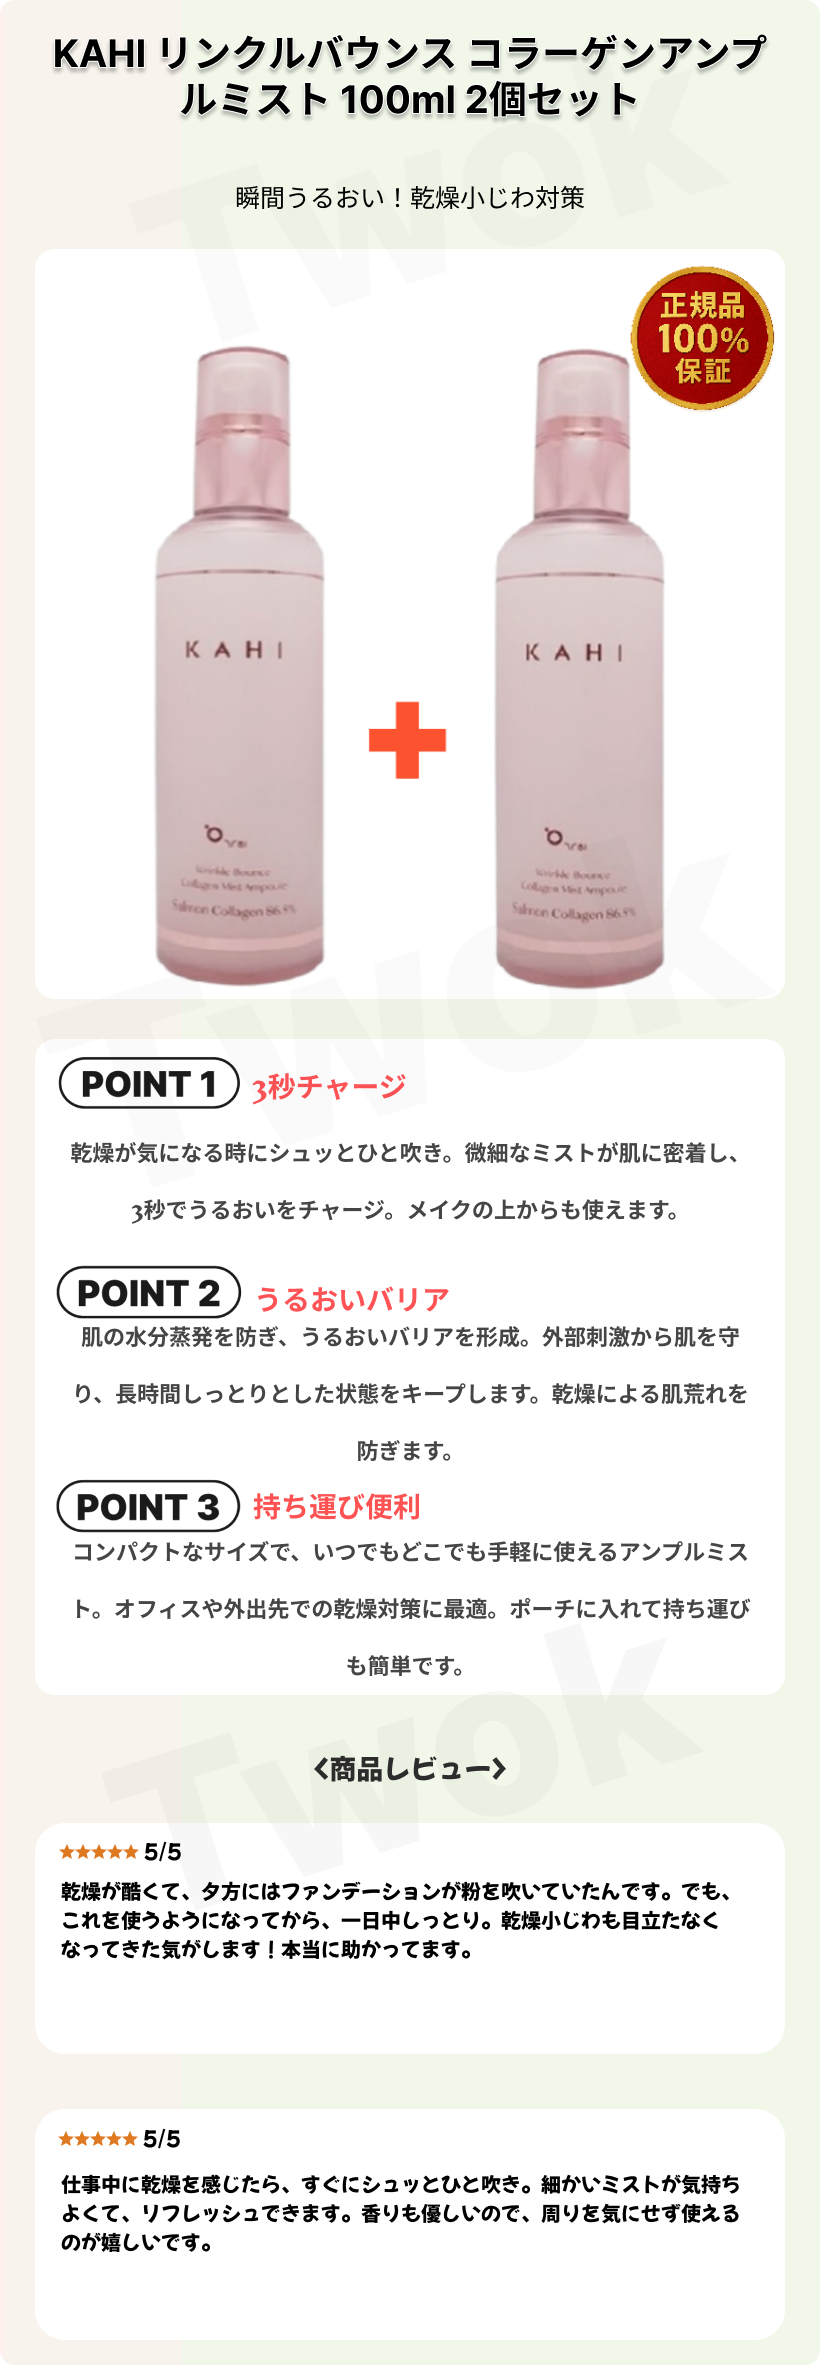 KAHI リンクルバウンス コラーゲンアンプ
ルミスト 100ml 2個セット
瞬間うるおい！乾燥小じわ対策
正規品
100%
保証
KAHI
Wrinkle Bounce
Collagen Mist Ampoule
Salmon Collagen 86.5%
KAHI
Wrinkle Bounce
Collagen Mist Ampoule
Salmon Collagen 86.5%
POINT 1 3秒チャージ
乾燥が気になる時にシュッとひと吹き。微細なミストが肌に密着し、
3秒でうるおいをチャージ。メイクの上からも使えます。
POINT 2 うるおいバリア
肌の水分蒸発を防ぎ、うるおいバリアを形成。外部刺激から肌を守
り、長時間しっとりとした状態をキープします。乾燥による肌荒れを
防ぎます。
POINT 3 持ち運び便利
コンパクトなサイズで、いつでもどこでも手軽に使えるアンプルミス
ト。オフィスや外出先での乾燥対策に最適。ポーチに入れて持ち運び
も簡単です。
<商品レビュー>
★★★★★ 5/5
乾燥が酷くて、夕方にはファンデーションが粉を吹いていたんです。でも、
これを使うようになってから、一日中しっとり。乾燥小じわも目立たなく
なってきた気がします！本当に助かってます。
★★★★★ 5/5
仕事中に乾燥を感じたら、すぐにシュッとひと吹き。細かいミストが気持ち
よくて、リフレッシュできます。香りも優しいので、周りを気にせず使える
のが嬉しいです。
Twok
Twok
Twok